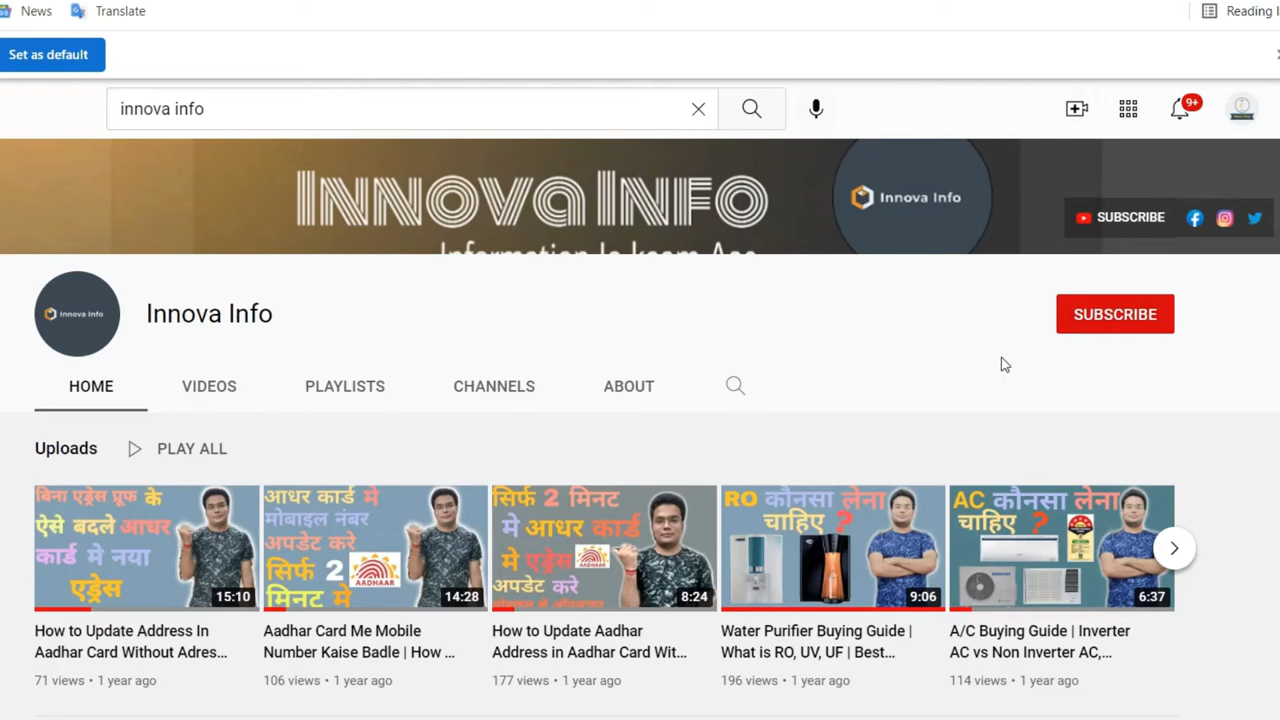 News Translate
Reading
Set as default
innova info
9+
INNOVA INFO
Innova Info
SUBSCRIBE
Innova Info
Innova Info
SUBSCRIBE
HOME VIDEOS PLAYLISTS CHANNELS ABOUT
Uploads PLAY ALL
बिना एड्रेस प्रूफ के
ऐसे बदले आधर
कार्ड मे नया
एड्रेस
15:10
आधर कार्ड मे
मोबाइल नंबर
अपडेट करे
सिर्फ 2
मिनट मे
AADHAAR
14:28
सिर्फ 2 मिनट
मे आधर कार्ड
मे एड्रेस
अपडेट करे
8:24
RO कौनसा लेना
चाहिए ?
9:06
AC कौनसा लेना
चाहिए ?
6:37
How to Update Address In
Aadhar Card Without Adres...
71 views • 1 year ago
Aadhar Card Me Mobile
Number Kaise Badle | How ...
106 views • 1 year ago
How to Update Aadhar
Address in Aadhar Card Wit...
177 views • 1 year ago
Water Purifier Buying Guide |
What is RO, UV, UF | Best...
196 views • 1 year ago
A/C Buying Guide | Inverter
AC vs Non Inverter AC,...
114 views • 1 year ago